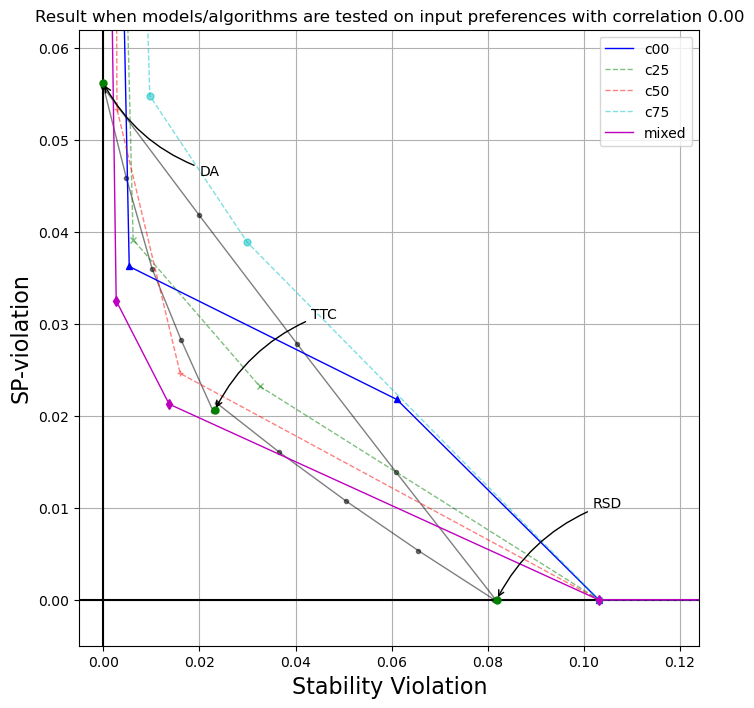 Result when models/algorithms are tested on input preferences with correlation 0.00
c00
c25
c50
c75
mixed
DA
TTC
RSD
0.06
0.05
0.04
0.03
0.02
0.01
0.00
SP-violation
0.00 0.02 0.04 0.06 0.08 0.10 0.12
Stability Violation